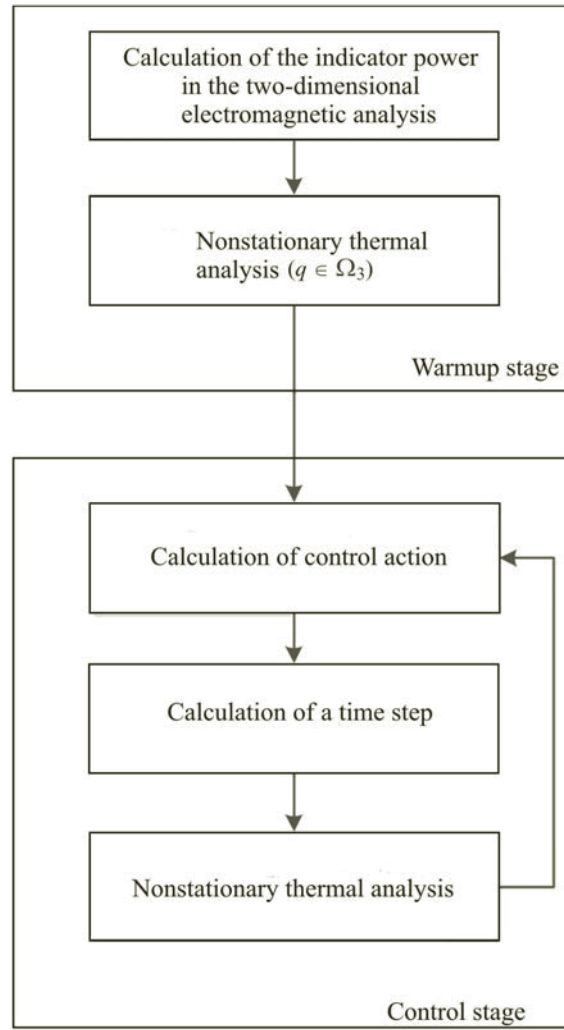 Calculation of the indicator power
in the two-dimensional
electromagnetic analysis
Nonstationary thermal
analysis (q ∈ Ω₃)
Warmup stage
Calculation of control action
Calculation of a time step
Nonstationary thermal analysis
Control stage